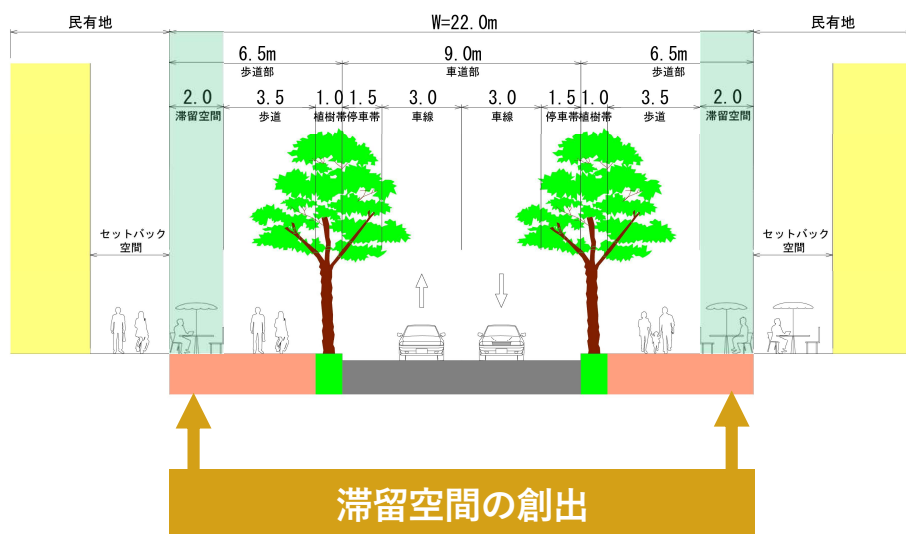 民有地
W=22.0m
民有地
6.5m
9.0m
6.5m
歩道部
車道部
歩道部
2.0
3.5
1.0
1.5
3.0
3.0
1.5
1.0
3.5
2.0
滞留空間
歩道
植樹帯
停車帯
車線
車線
停車帯
植樹帯
歩道
滞留空間
セットバック
空間
セットバック
空間
滞留空間の創出